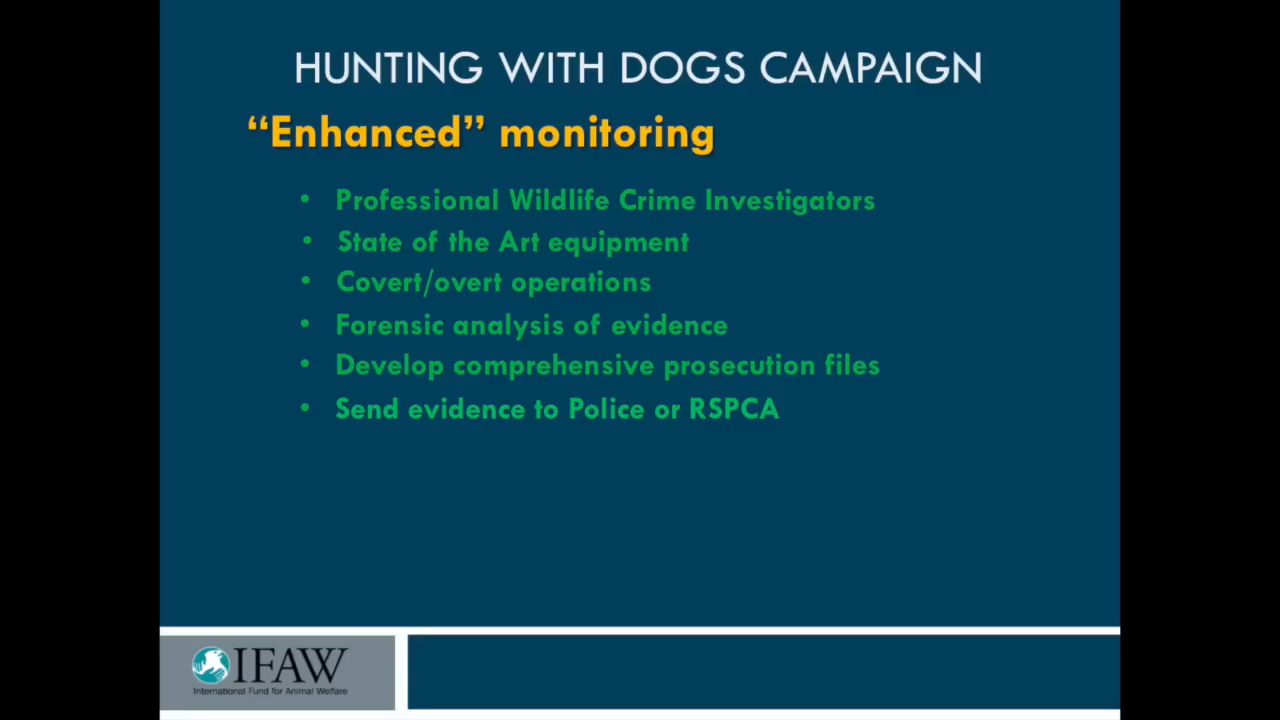 HUNTING WITH DOGS CAMPAIGN
“Enhanced” monitoring
• Professional Wildlife Crime Investigators
• State of the Art equipment
• Covert/overt operations
• Forensic analysis of evidence
• Develop comprehensive prosecution files
• Send evidence to Police or RSPCA
IFAW
International Fund for Animal Welfare